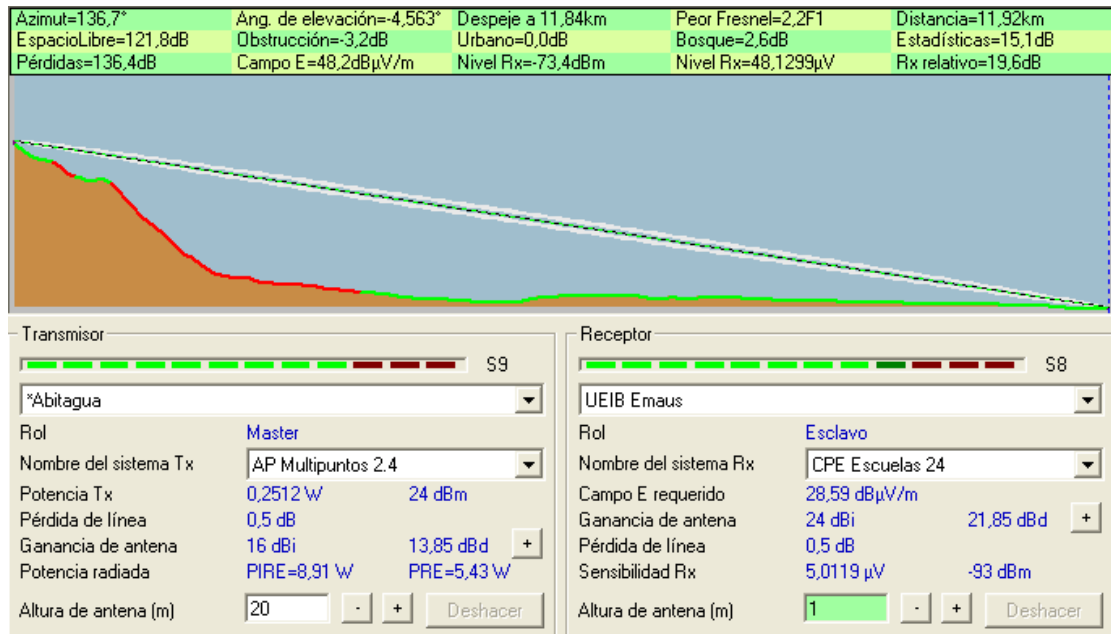 Azimut=136,7° Ang. de elevación=-4,563° Despeje a 11,84km Peor Fresnel=2,2F1 Distancia=11,92km
EspacioLibre=121,8dB Obstrucción=-3,2dB Urbano=0,0dB Bosque=2,6dB Estadísticas=15,1dB
Pérdidas=136,4dB Campo E=48,2dBµV/m Nivel Rx=-73,4dBm Nivel Rx=48,1299µV Rx relativo=19,6dB
Transmisor
S9
*Abitagua
Rol Master
Nombre del sistema Tx AP Multipuntos 2.4
Potencia Tx 0,2512 W 24 dBm
Pérdida de línea 0,5 dB
Ganancia de antena 16 dBi 13,85 dBd +
Potencia radiada PIRE=8,91 W PRE=5,43 W
Altura de antena (m) 20 - + Deshacer
Receptor
S8
UEIB Emaus
Rol Esclavo
Nombre del sistema Rx CPE Escuelas 24
Campo E requerido 28,59 dBµV/m
Ganancia de antena 24 dBi 21,85 dBd +
Pérdida de línea 0,5 dB
Sensibilidad Rx 5,0119 µV -93 dBm
Altura de antena (m) 1 - + Deshacer